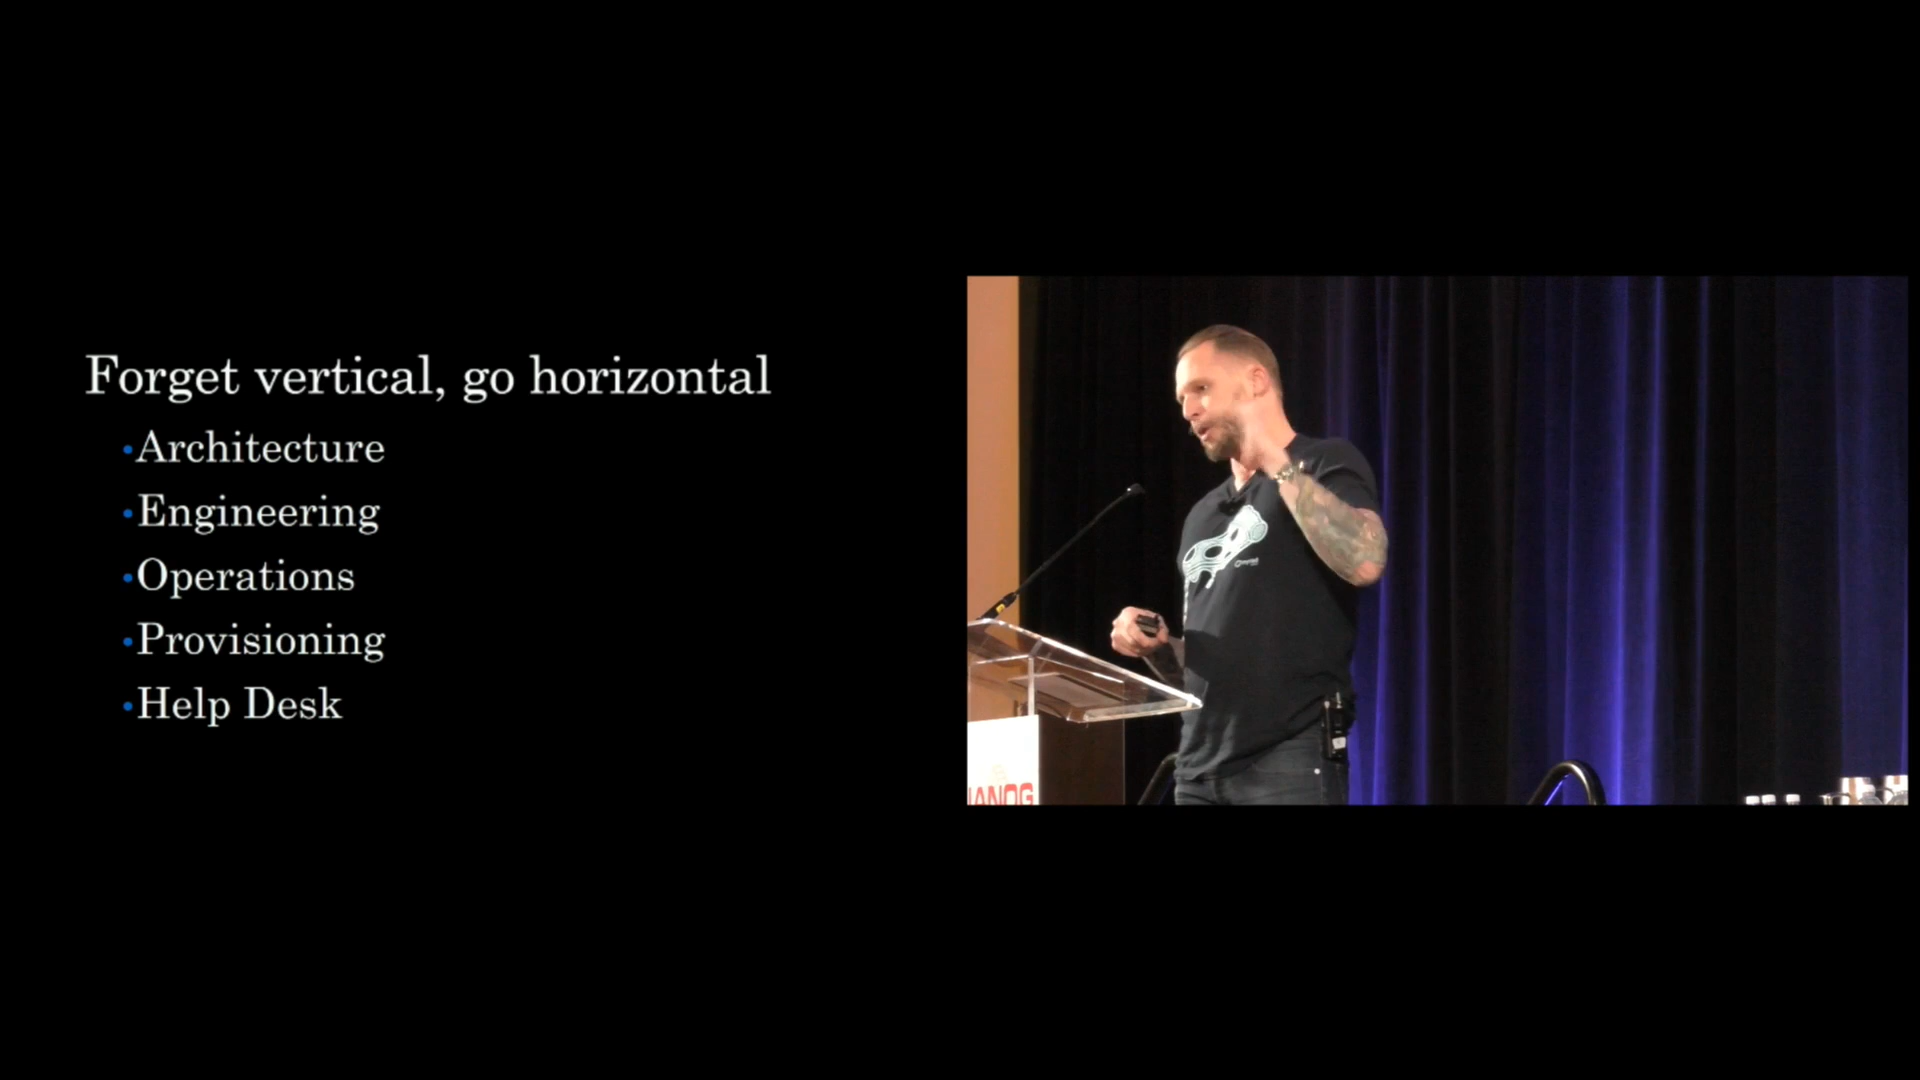 Forget vertical, go horizontal
•Architecture
•Engineering
•Operations
•Provisioning
•Help Desk